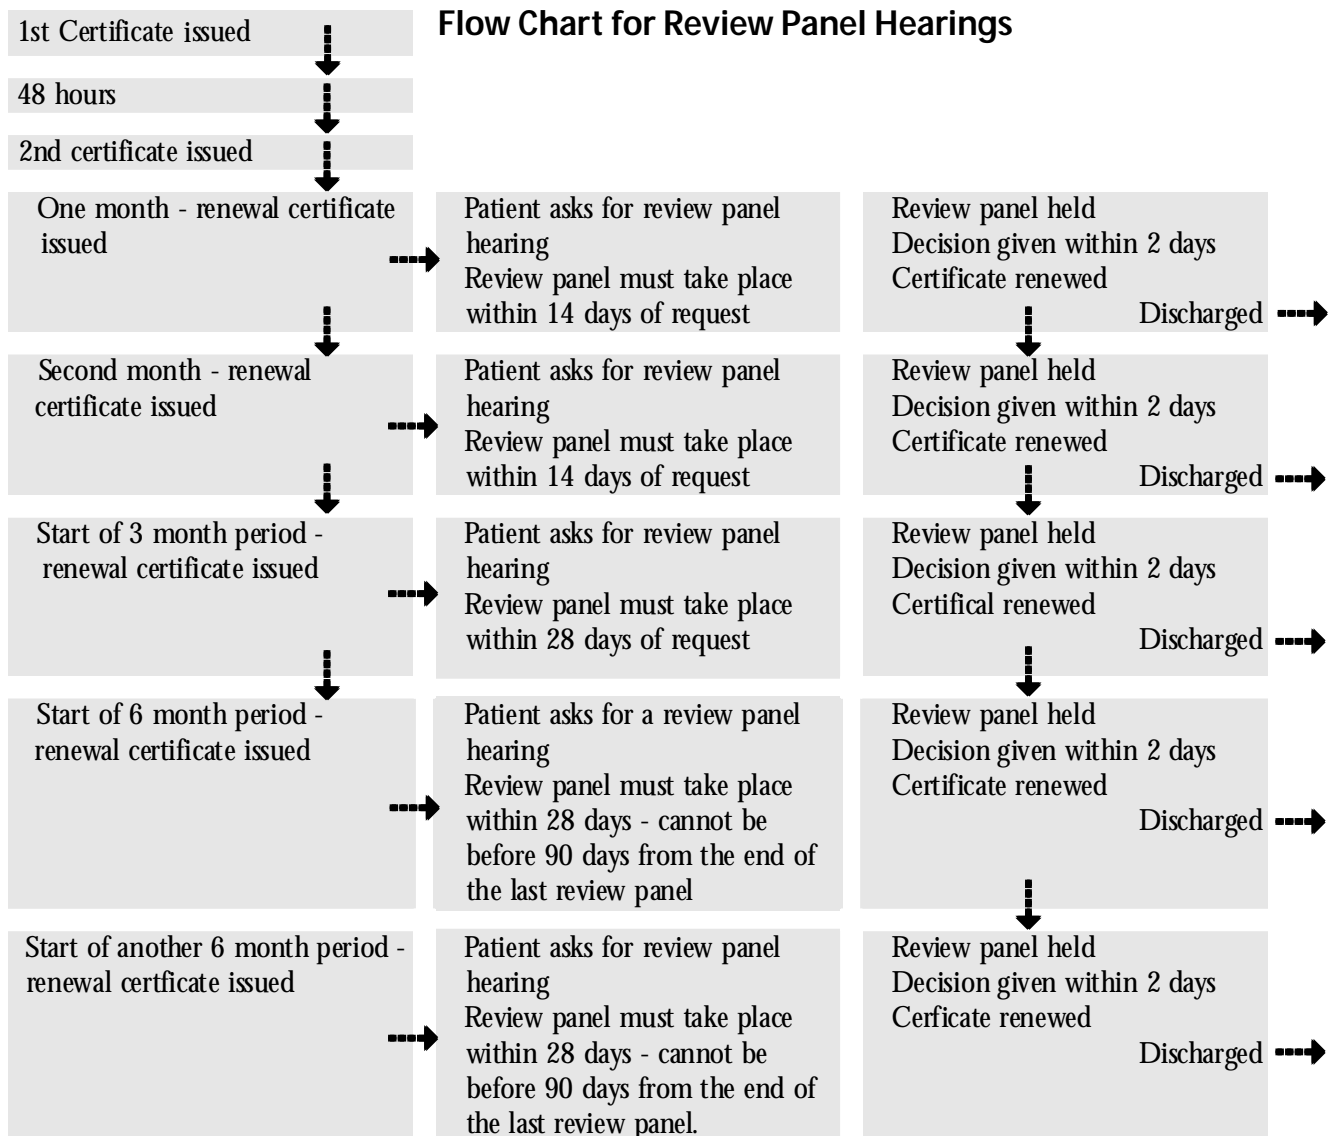 Flow Chart for Review Panel Hearings
1st Certificate issued
48 hours
2nd certificate issued
One month - renewal certificate
issued
Patient asks for review panel
hearing
Review panel must take place
within 14 days of request
Review panel held
Decision given within 2 days
Certificate renewed
Discharged
Second month - renewal
certificate issued
Patient asks for review panel
hearing
Review panel must take place
within 14 days of request
Review panel held
Decision given within 2 days
Certificate renewed
Discharged
Start of 3 month period -
renewal certificate issued
Patient asks for review panel
hearing
Review panel must take place
within 28 days of request
Review panel held
Decision given within 2 days
Certifical renewed
Discharged
Start of 6 month period -
renewal certificate issued
Patient asks for a review panel
hearing
Review panel must take place
within 28 days - cannot be
before 90 days from the end of
the last review panel
Review panel held
Decision given within 2 days
Certificate renewed
Discharged
Start of another 6 month period -
renewal certficate issued
Patient asks for review panel
hearing
Review panel must take place
within 28 days - cannot be
before 90 days from the end of
the last review panel.
Review panel held
Decision given within 2 days
Cerficate renewed
Discharged